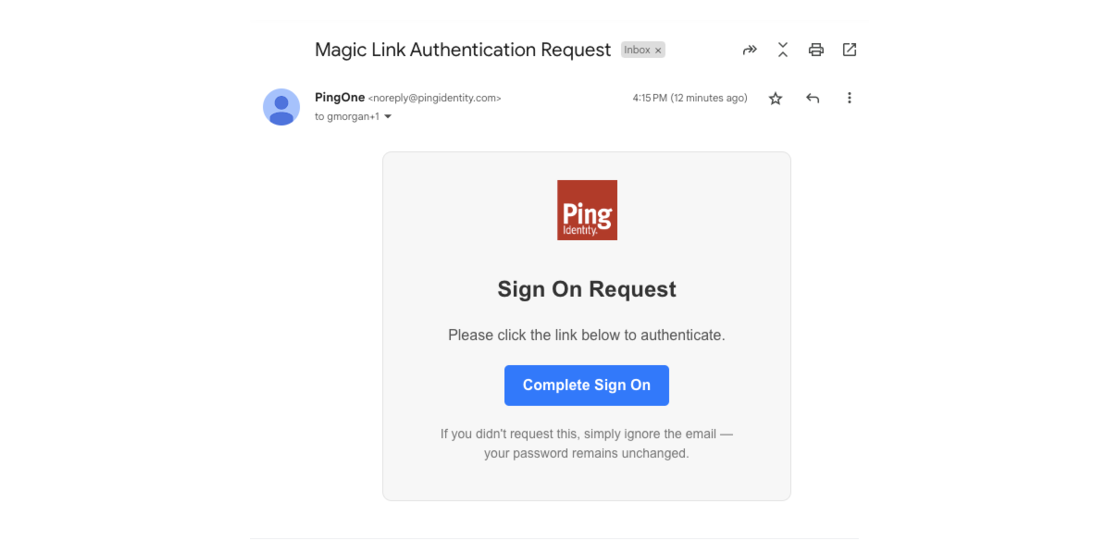 Magic Link Authentication Request Inbox ×
PingOne <noreply@pingidentity.com> 4:15 PM (12 minutes ago)
to gmorgan+1
Ping
Identity.
Sign On Request
Please click the link below to authenticate.
Complete Sign On
If you didn't request this, simply ignore the email —
your password remains unchanged.